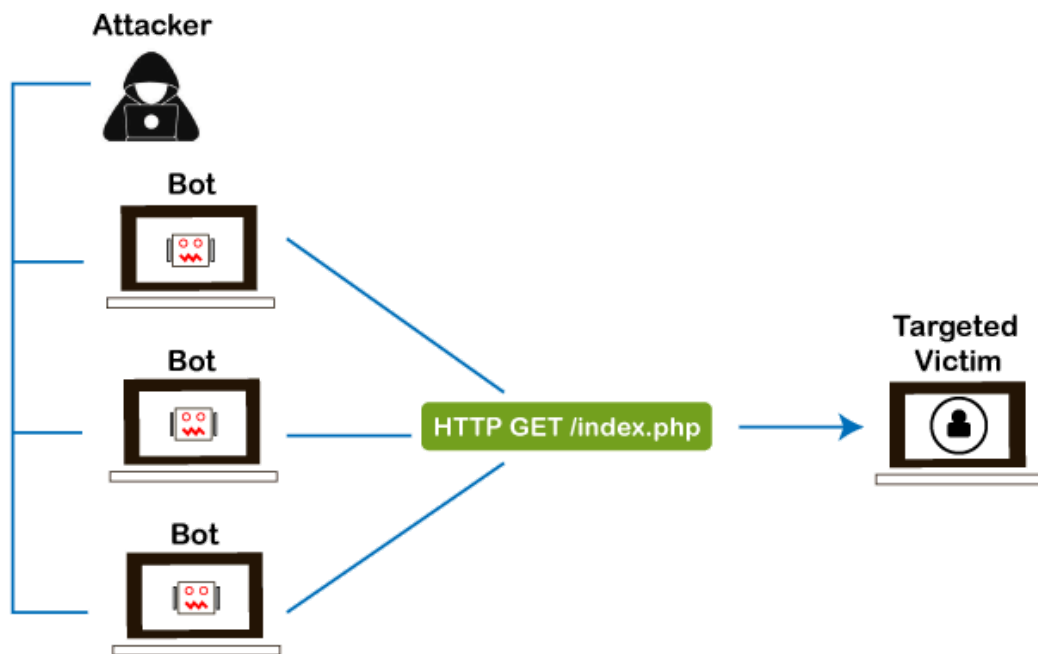 Attacker
Bot
Bot
Bot
HTTP GET /index.php
Targeted
Victim